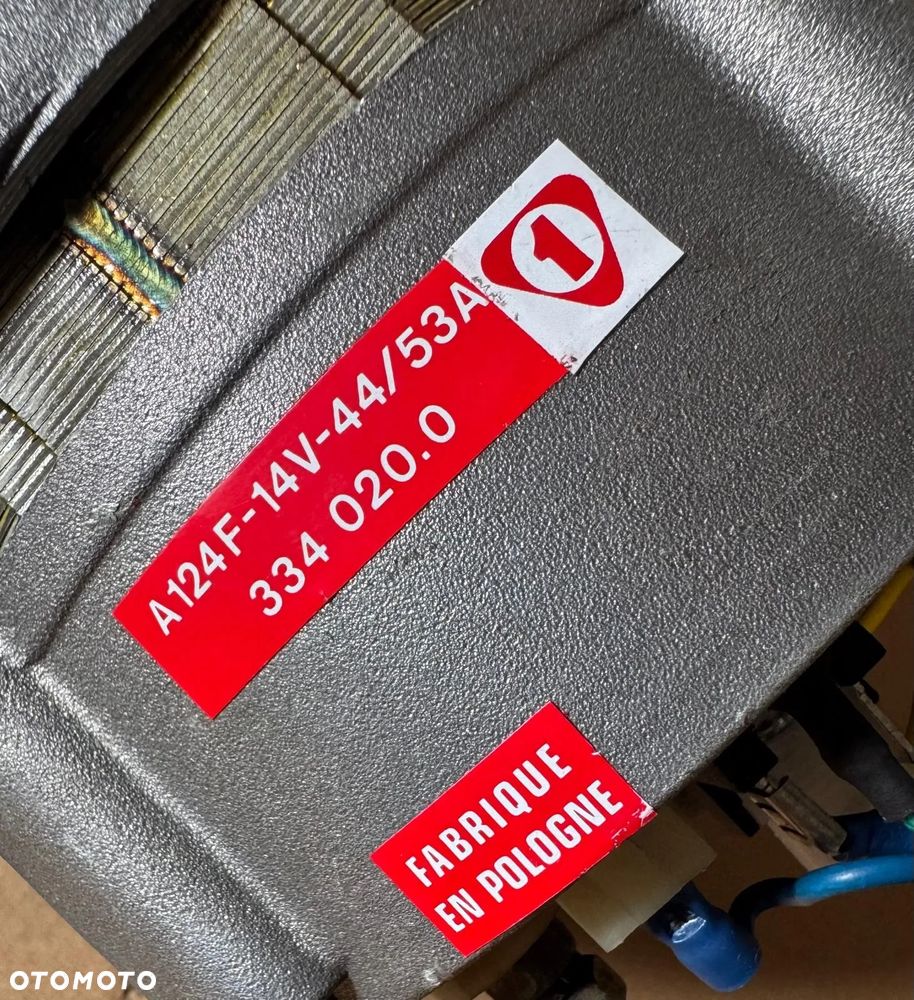 1
A124F-14V-44/53A
334 020.0
FABRIQUE
EN POLOGNE
OTOMOTO